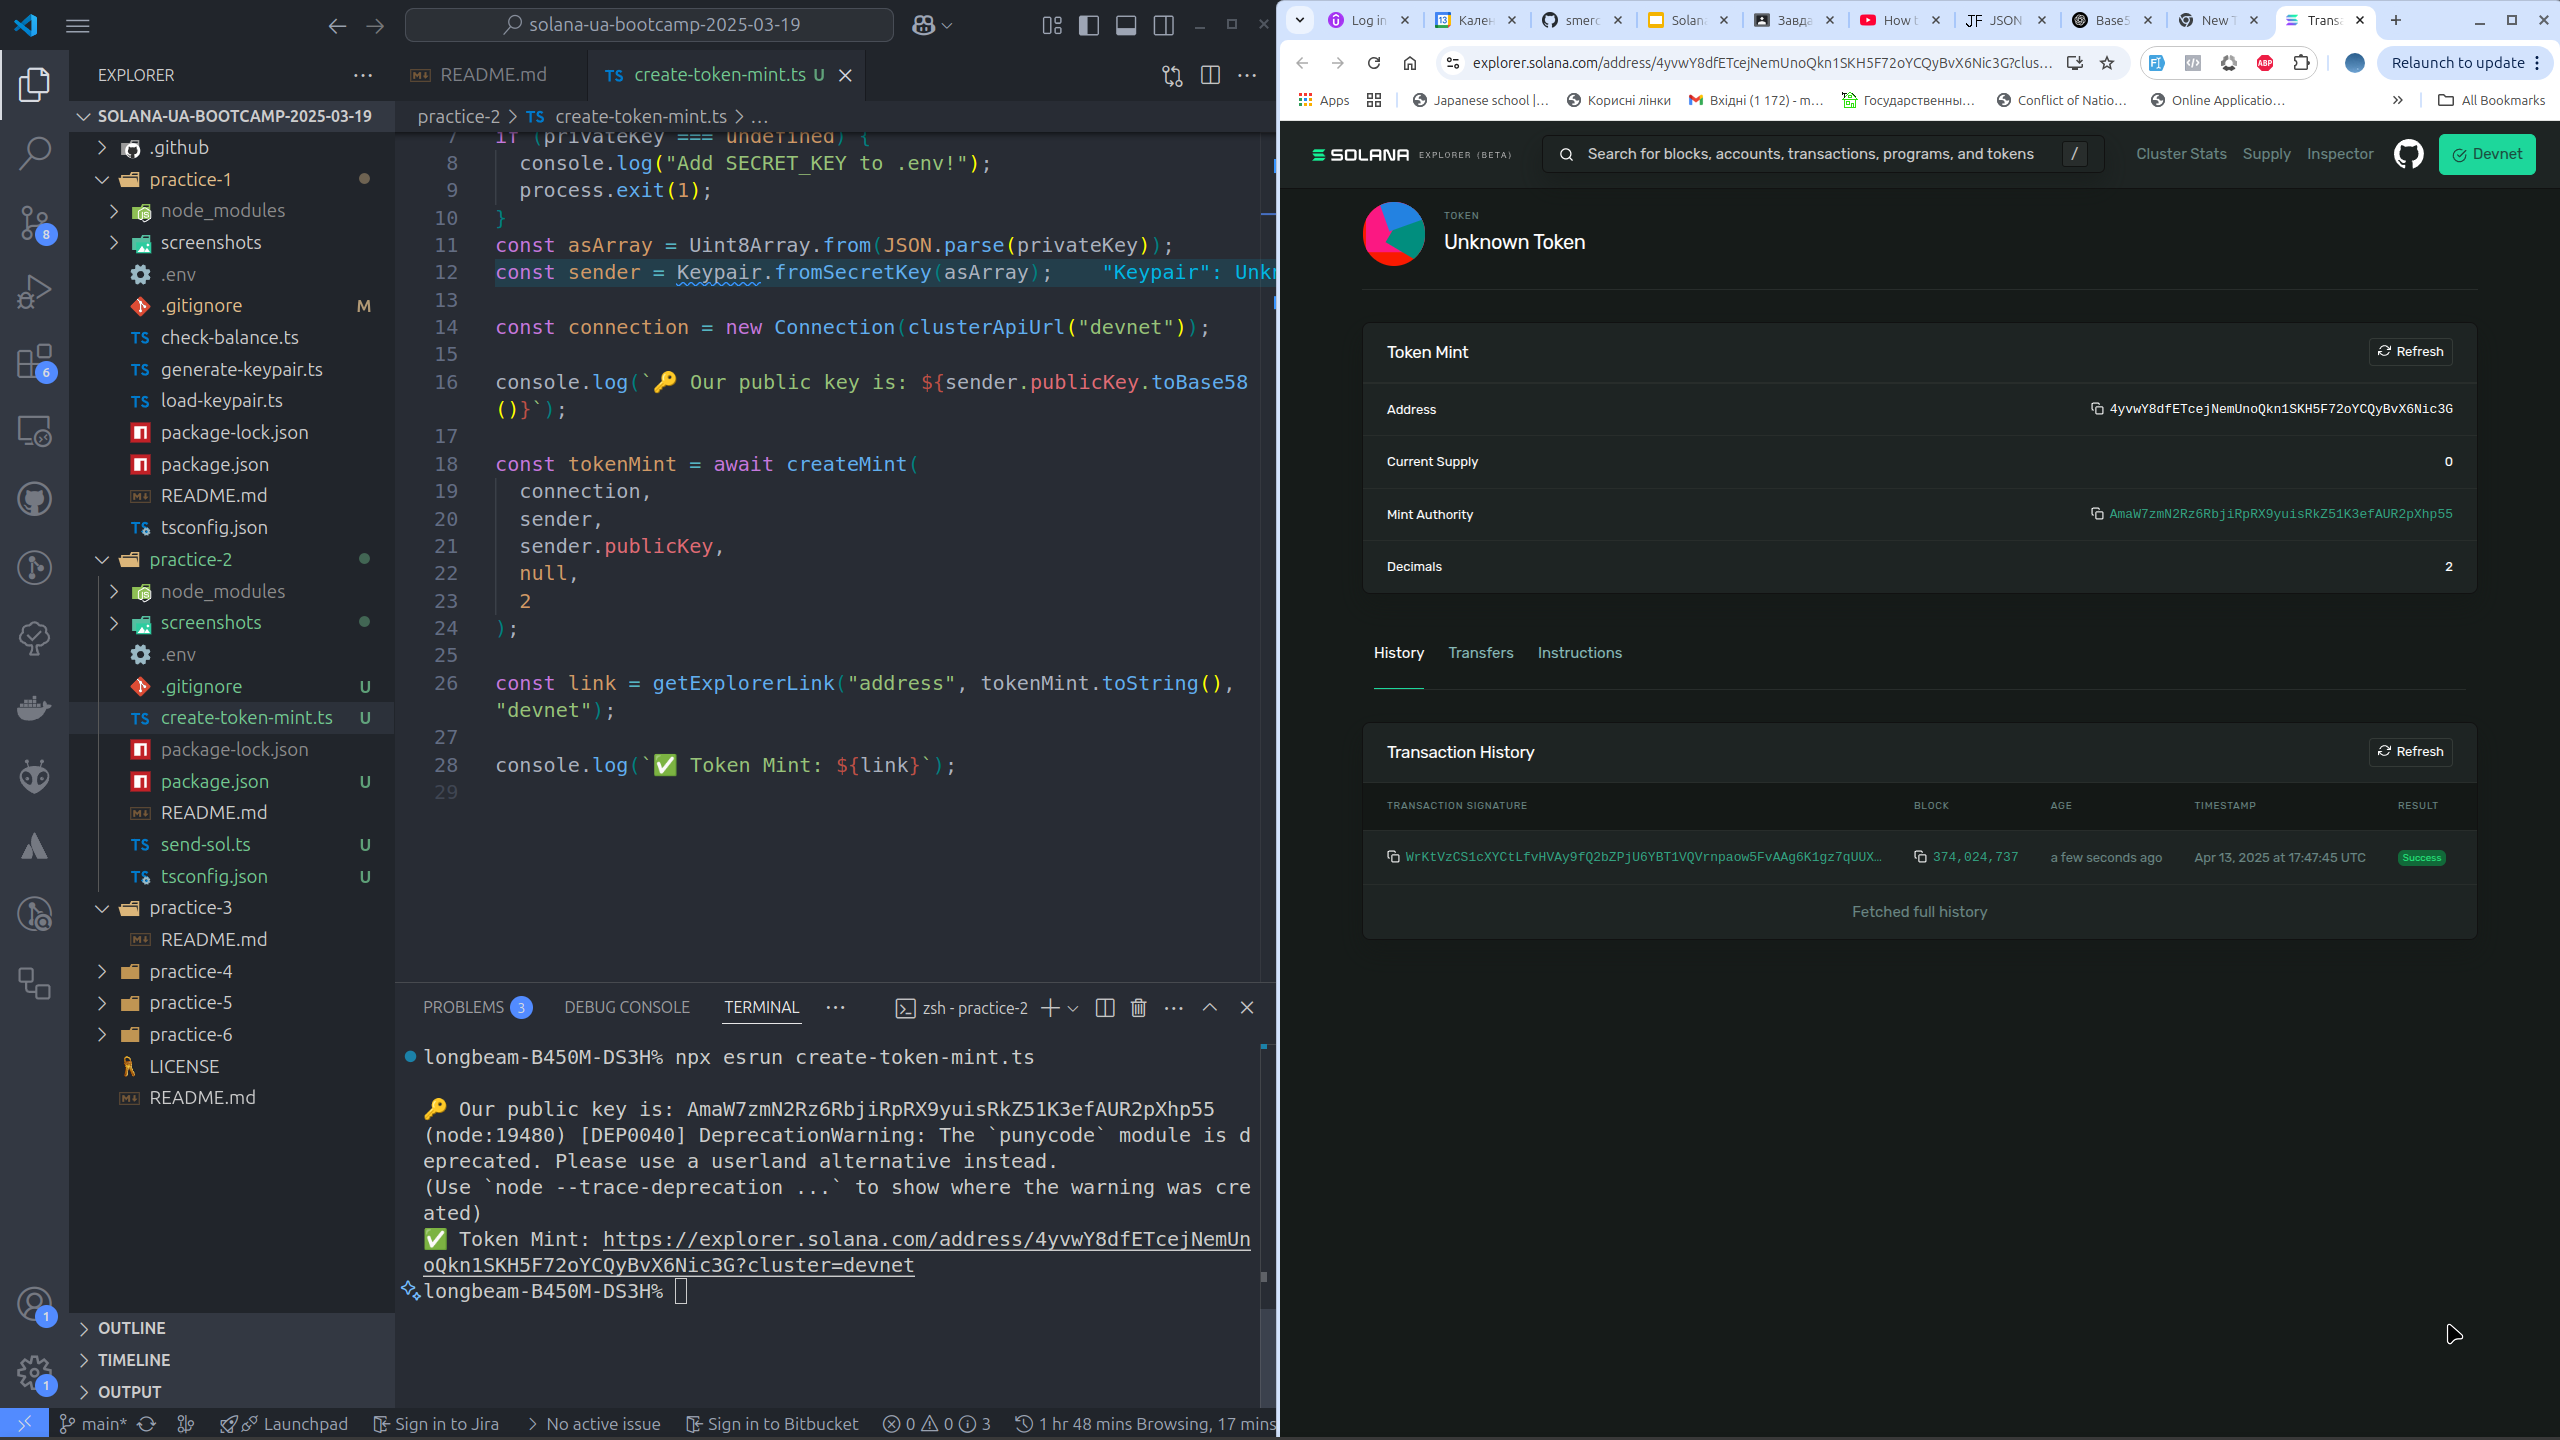 solana-ua-bootcamp-2025-03-19
EXPLORER
SOLANA-UA-BOOTCAMP-2025-03-19
.github
practice-1
node_modules
screenshots
.env
.gitignore M
check-balance.ts
generate-keypair.ts
load-keypair.ts
package-lock.json
package.json
README.md
tsconfig.json
practice-2
node_modules
screenshots
.env
.gitignore U
create-token-mint.ts U
package-lock.json
package.json U
README.md
send-sol.ts U
tsconfig.json U
practice-3
README.md
practice-4
practice-5
practice-6
LICENSE
README.md
OUTLINE
TIMELINE
OUTPUT
8
6
1
1
README.md
TS create-token-mint.ts U
practice-2 > TS create-token-mint.ts > ...
7 if (privateKey === undefined) {
8 console.log("Add SECRET_KEY to .env!");
9 process.exit(1);
10 }
11 const asArray = Uint8Array.from(JSON.parse(privateKey));
12 const sender = Keypair.fromSecretKey(asArray); "Keypair": Unkn
13
14 const connection = new Connection(clusterApiUrl("devnet"));
15
16 console.log(`🔑 Our public key is: ${sender.publicKey.toBase58
()}`);
17
18 const tokenMint = await createMint(
19 connection,
20 sender,
21 sender.publicKey,
22 null,
23 2
24 );
25
26 const link = getExplorerLink("address", tokenMint.toString(),
"devnet");
27
28 console.log(`✅ Token Mint: ${link}`);
29
PROBLEMS 3 DEBUG CONSOLE TERMINAL ... zsh - practice-2
longbeam-B450M-DS3H% npx esrun create-token-mint.ts
🔑 Our public key is: AmaW7zmN2Rz6RbjiRpRX9yuisRkZ51K3efAUR2pXhp55
(node:19480) [DEP0040] DeprecationWarning: The `punycode` module is d
eprecated. Please use a userland alternative instead.
(Use `node --trace-deprecation ...` to show where the warning was cre
ated)
✅ Token Mint: https://explorer.solana.com/address/4yvwY8dfETcejNemUn
oQkn1SKH5F72oYCQyBvX6Nic3G?cluster=devnet
longbeam-B450M-DS3H%
main* Launchpad Sign in to Jira > No active issue Sign in to Bitbucket 0 0 3 1 hr 48 mins Browsing, 17 mins
Log in
Кален
smerc
Solan
Завда
How t
JSON
Base5
New T
Trans
explorer.solana.com/address/4yvwY8dfETcejNemUnoQkn1SKH5F72oYCQyBvX6Nic3G?clus...
Relaunch to update
Apps
Japanese school |...
Корисні лінки
Вхідні (1 172) - m...
Государственны...
Conflict of Natio...
Online Applicatio...
All Bookmarks
SOLANA EXPLORER (BETA)
Search for blocks, accounts, transactions, programs, and tokens /
Cluster Stats Supply Inspector Devnet
TOKEN
Unknown Token
Token Mint Refresh
Address 4yvwY8dfETcejNemUnoQkn1SKH5F72oYCQyBvX6Nic3G
Current Supply 0
Mint Authority AmaW7zmN2Rz6RbjiRpRX9yuisRkZ51K3efAUR2pXhp55
Decimals 2
History Transfers Instructions
Transaction History Refresh
TRANSACTION SIGNATURE BLOCK AGE TIMESTAMP RESULT
WrKtVzCS1cXYCtLfvHVAy9fQ2bZPjU6YBT1VQVrnpaow5FvAAg6K1gz7qUUX... 374,024,737 a few seconds ago Apr 13, 2025 at 17:47:45 UTC Success
Fetched full history